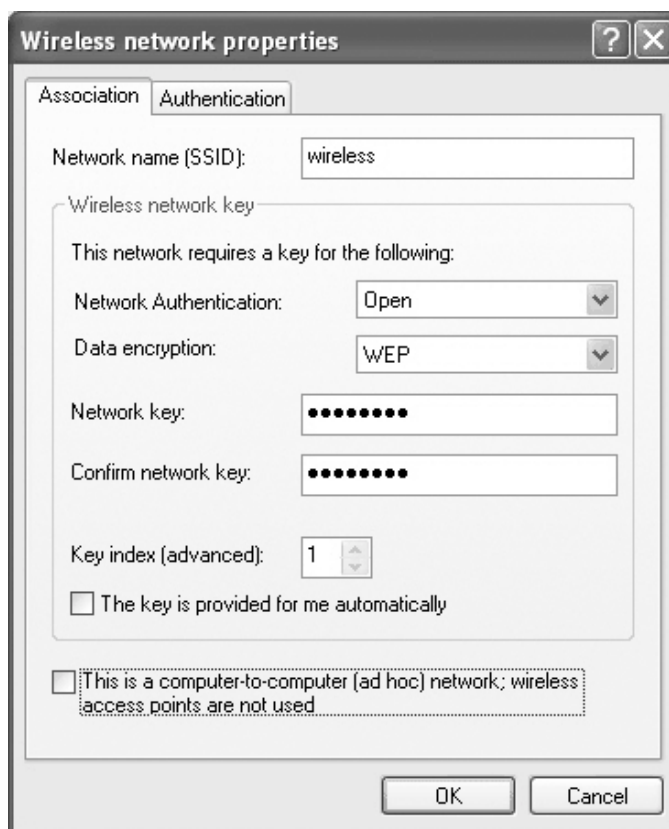 Wireless network properties
Association Authentication
Network name (SSID): wireless
Wireless network key
This network requires a key for the following:
Network Authentication: Open
Data encryption: WEP
Network key: ••••••••
Confirm network key: ••••••••
Key index (advanced): 1
The key is provided for me automatically
This is a computer-to-computer (ad hoc) network; wireless
access points are not used
OK Cancel